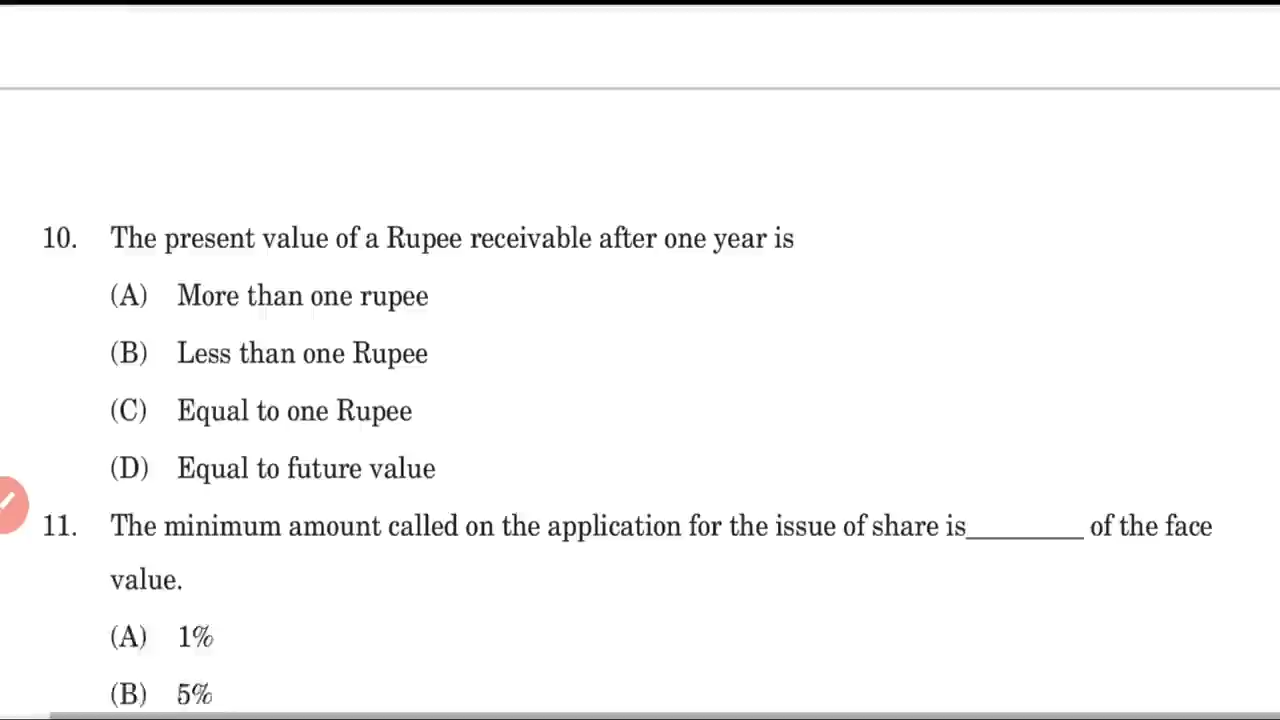 10. The present value of a Rupee receivable after one year is
(A) More than one rupee
(B) Less than one Rupee
(C) Equal to one Rupee
(D) Equal to future value
11. The minimum amount called on the application for the issue of share is_________ of the face
value.
(A) 1%
(B) 5%